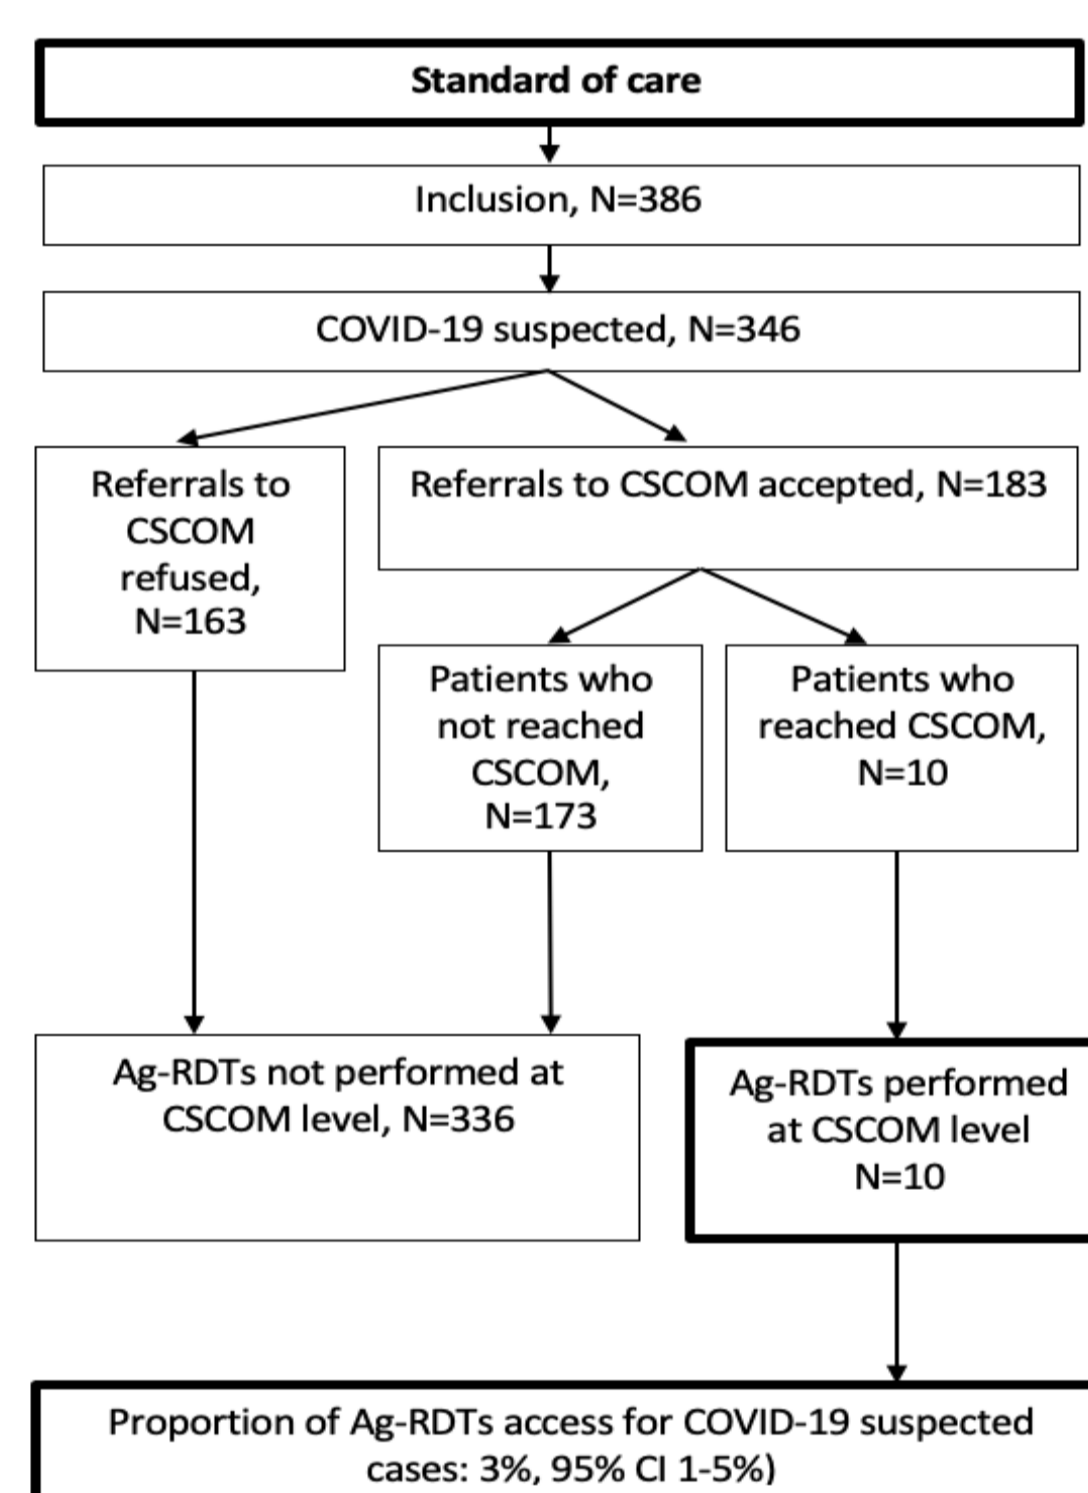 Standard of care
Inclusion, N=386
COVID-19 suspected, N=346
Referrals to
CSCOM
refused,
N=163
Referrals to CSCOM accepted, N=183
Patients who
not reached
CSCOM,
N=173
Patients who
reached CSCOM,
N=10
Ag-RDTs not performed at
CSCOM level, N=336
Ag-RDTs performed
at CSCOM level
N=10
Proportion of Ag-RDTs access for COVID-19 suspected
cases: 3%, 95% CI 1-5%)